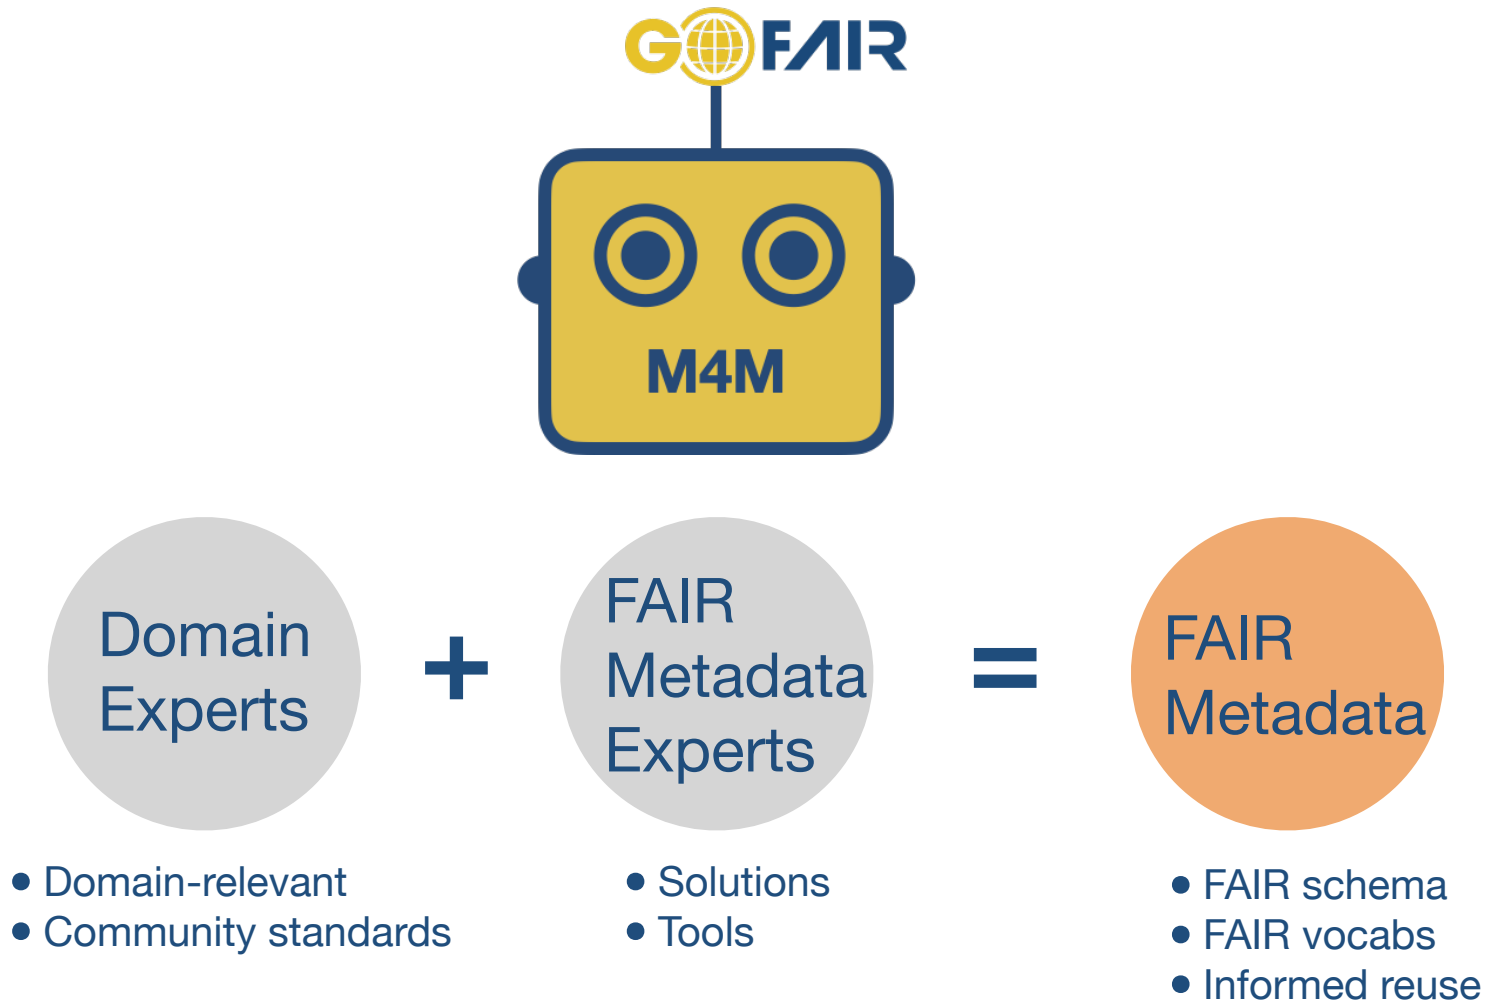 GO FAIR
M4M
Domain
Experts
+
FAIR
Metadata
Experts
=
FAIR
Metadata
• Domain-relevant
• Community standards
• Solutions
• Tools
• FAIR schema
• FAIR vocabs
• Informed reuse